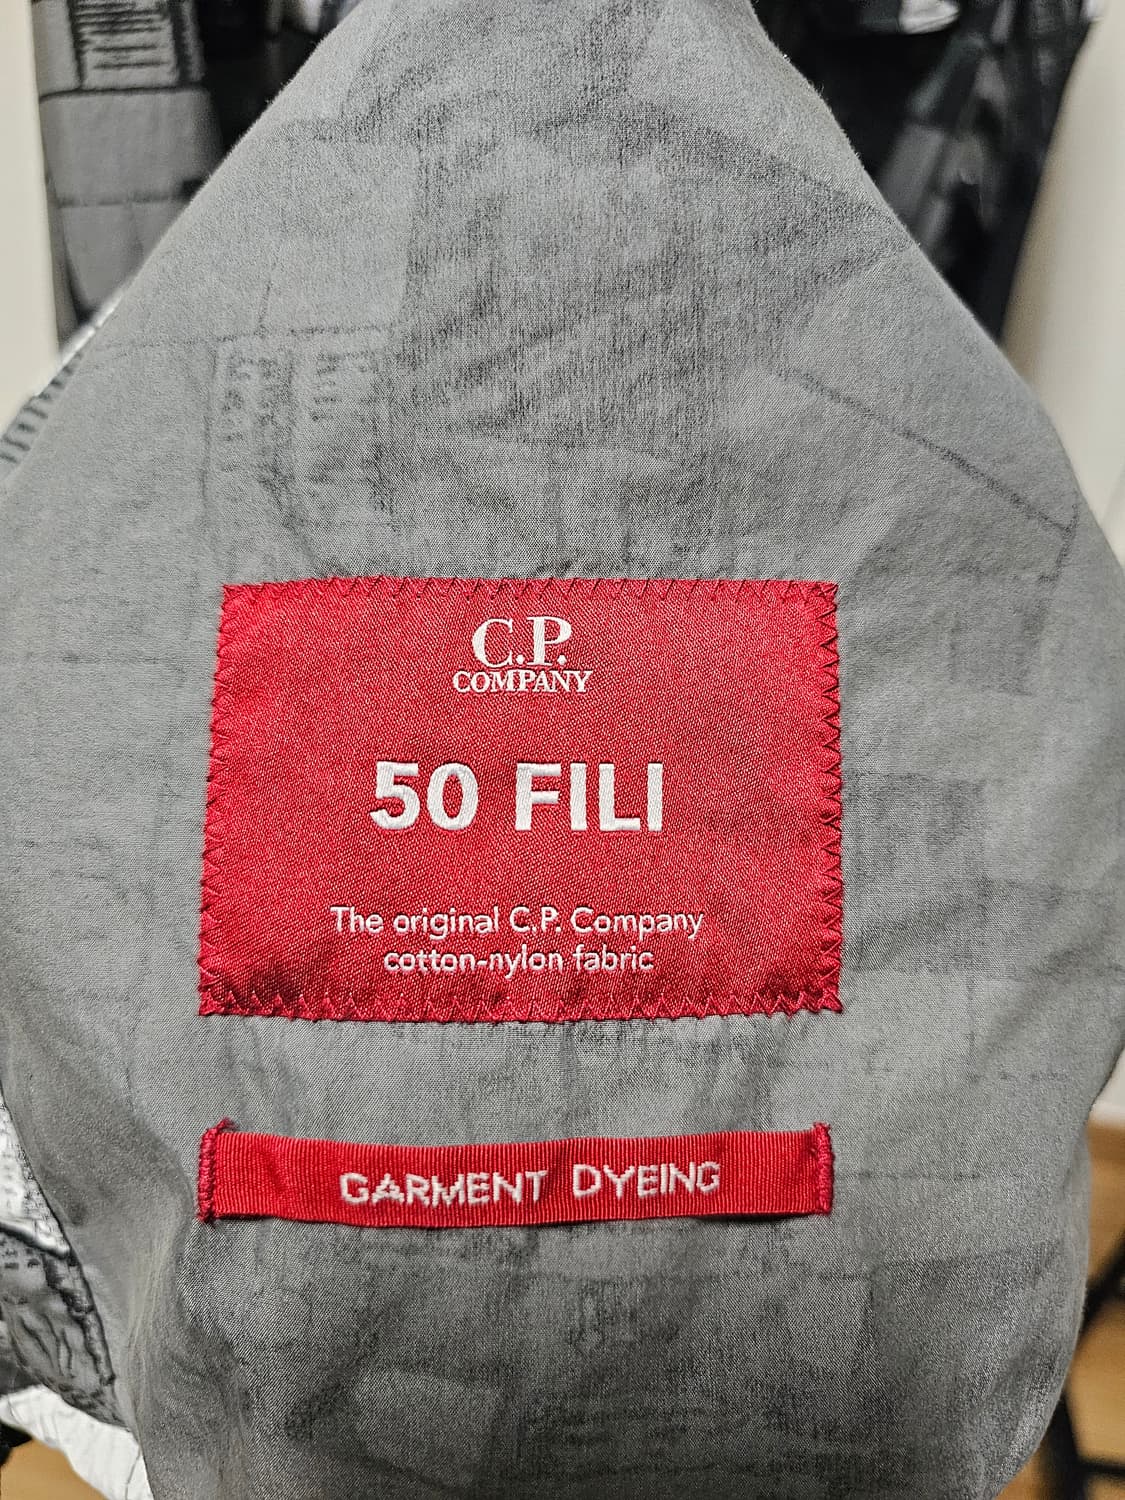 C.P.
COMPANY
50 FILI
The original C.P. Company
cotton-nylon fabric
GARMENT DYEING